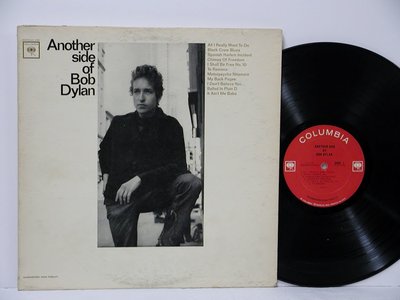 Another
side
of
Bob
Dylan
All I Really Want To Do
Black Crow Blues
Spanish Harlem Incident
Chimes Of Freedom
I Shall Be Free No. 10
To Ramona
Motorpsycho Nitemare
My Back Pages
I Don't Believe You
Ballad In Plain D
It Ain't Me Babe
COLUMBIA
ANOTHER SIDE
OF
BOB DYLAN
SIDE 1